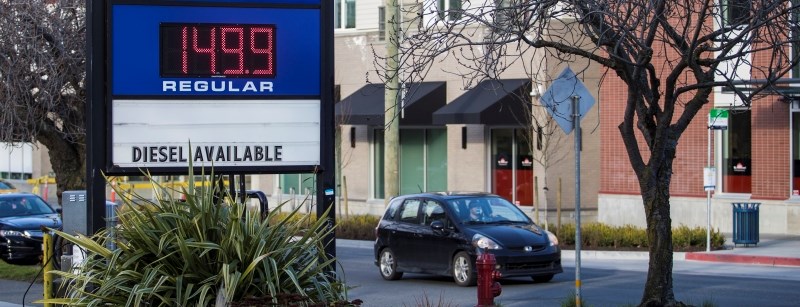 149.9
REGULAR
DIESEL AVAILABLE